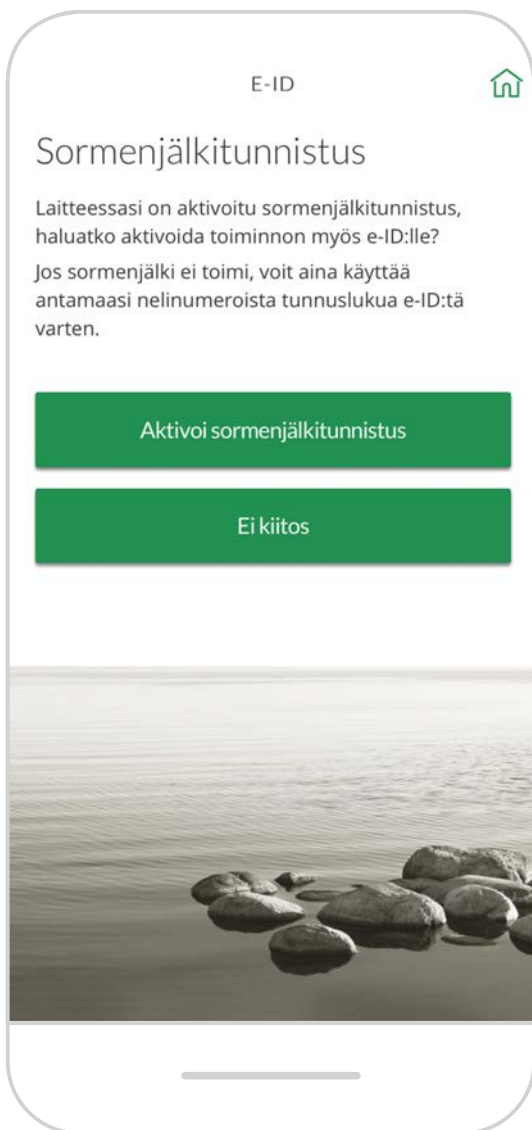 E-ID
Sormenjälkitunnistus
Laitteessasi on aktivoitu sormenjälkitunnistus,
haluatko aktivoida toiminnon myös e-ID:lle?
Jos sormenjälki ei toimi, voit aina käyttää
antamaasi nelinumeroista tunnuslukua e-ID:tä
varten.
Aktivoi sormenjälkitunnistus
Ei kiitos